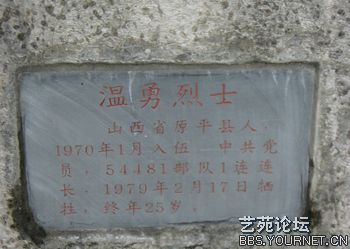 温勇烈士
山西省原平县人，
1970年1月入伍 中共党
员，54481部队1连连
长，1979年2月17日牺
牲，终年25岁。
艺苑论坛
BBS.YOURNET.CN